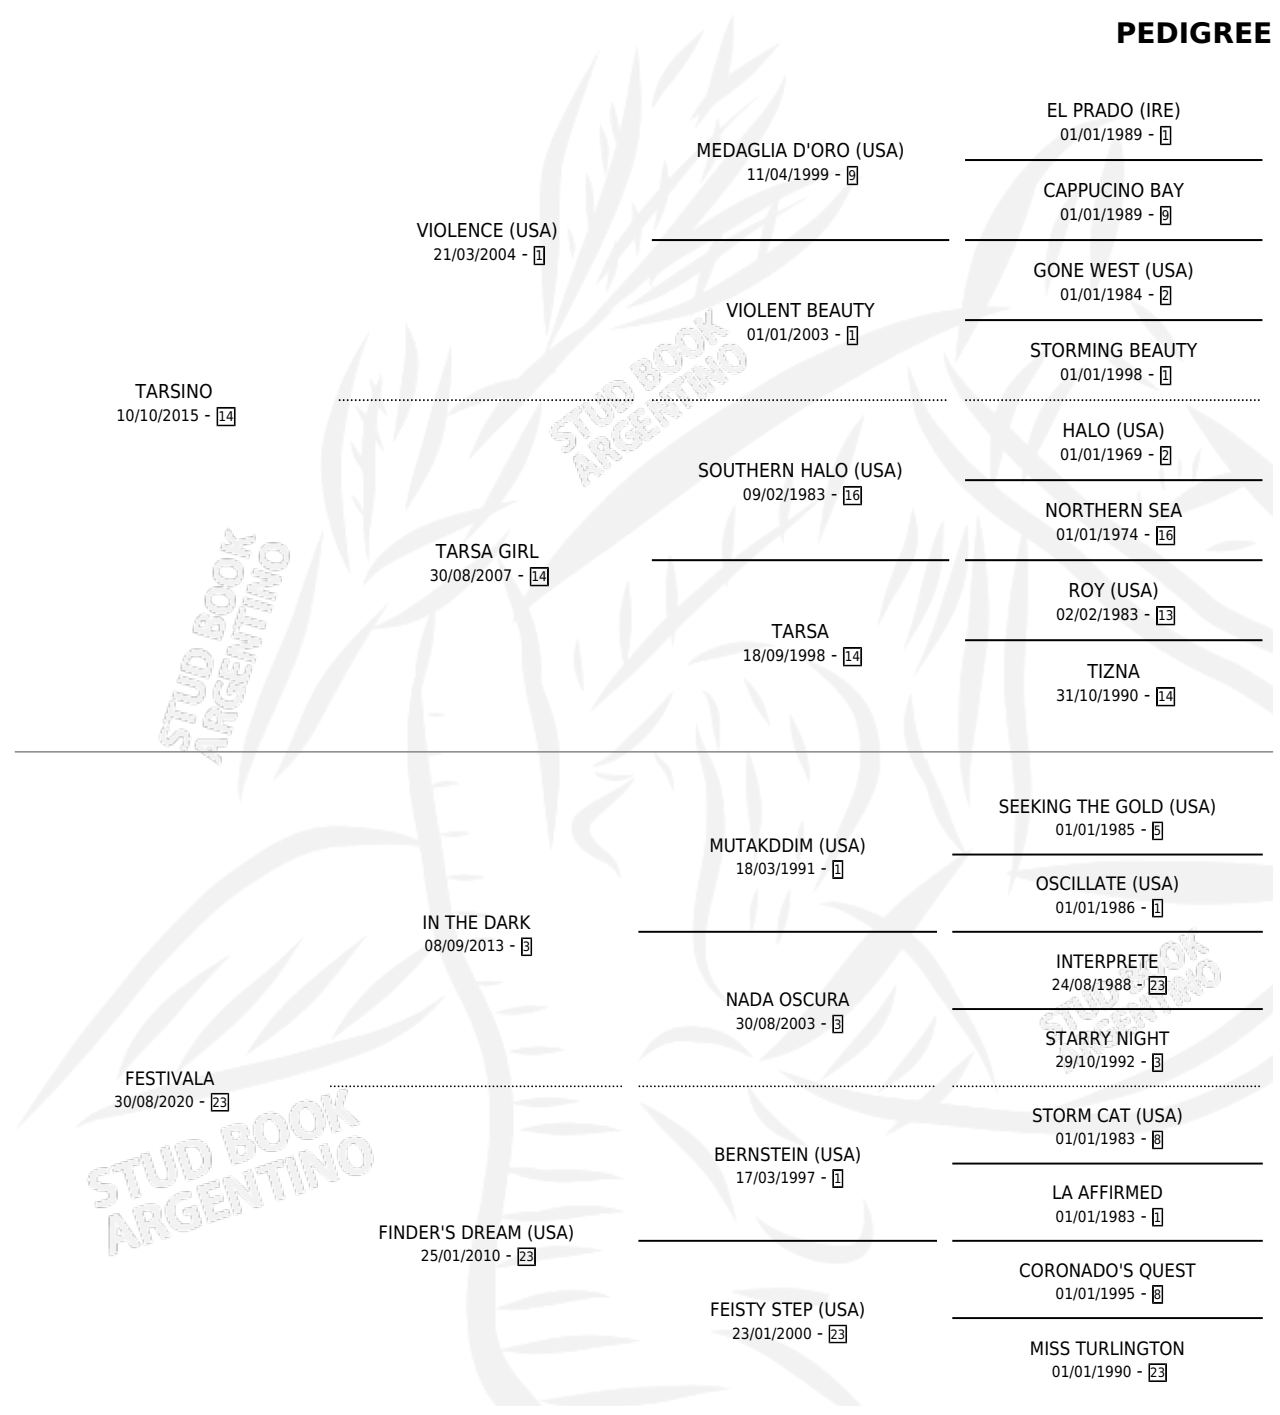 PEDIGREE
EL PRADO (IRE)
01/01/1989 - 1
MEDAGLIA D'ORO (USA)
11/04/1999 - 9
CAPPUCINO BAY
01/01/1989 - 9
VIOLENCE (USA)
21/03/2004 - 1
GONE WEST (USA)
01/01/1984 - 2
VIOLENT BEAUTY
01/01/2003 - 1
STORMING BEAUTY
01/01/1998 - 1
TARSINO
10/10/2015 - 14
STUD BOOK
ARGENTINO
HALO (USA)
01/01/1969 - 2
SOUTHERN HALO (USA)
09/02/1983 - 16
NORTHERN SEA
01/01/1974 - 16
TARSA GIRL
30/08/2007 - 14
ROY (USA)
02/02/1983 - 13
TARSA
18/09/1998 - 14
TIZNA
31/10/1990 - 14
STUD BOOK
ARGENTINO
SEEKING THE GOLD (USA)
01/01/1985 - 5
MUTAKDDIM (USA)
18/03/1991 - 1
OSCILLATE (USA)
01/01/1986 - 1
IN THE DARK
08/09/2013 - 3
INTERPRETE
24/08/1988 - 23
NADA OSCURA
30/08/2003 - 3
STARRY NIGHT
29/10/1992 - 3
STUD BOOK
ARGENTINO
FESTIVALA
30/08/2020 - 23
STORM CAT (USA)
01/01/1983 - 8
BERNSTEIN (USA)
17/03/1997 - 1
LA AFFIRMED
01/01/1983 - 1
STUD BOOK
ARGENTINO
FINDER'S DREAM (USA)
25/01/2010 - 23
CORONADO'S QUEST
01/01/1995 - 8
FEISTY STEP (USA)
23/01/2000 - 23
MISS TURLINGTON
01/01/1990 - 23